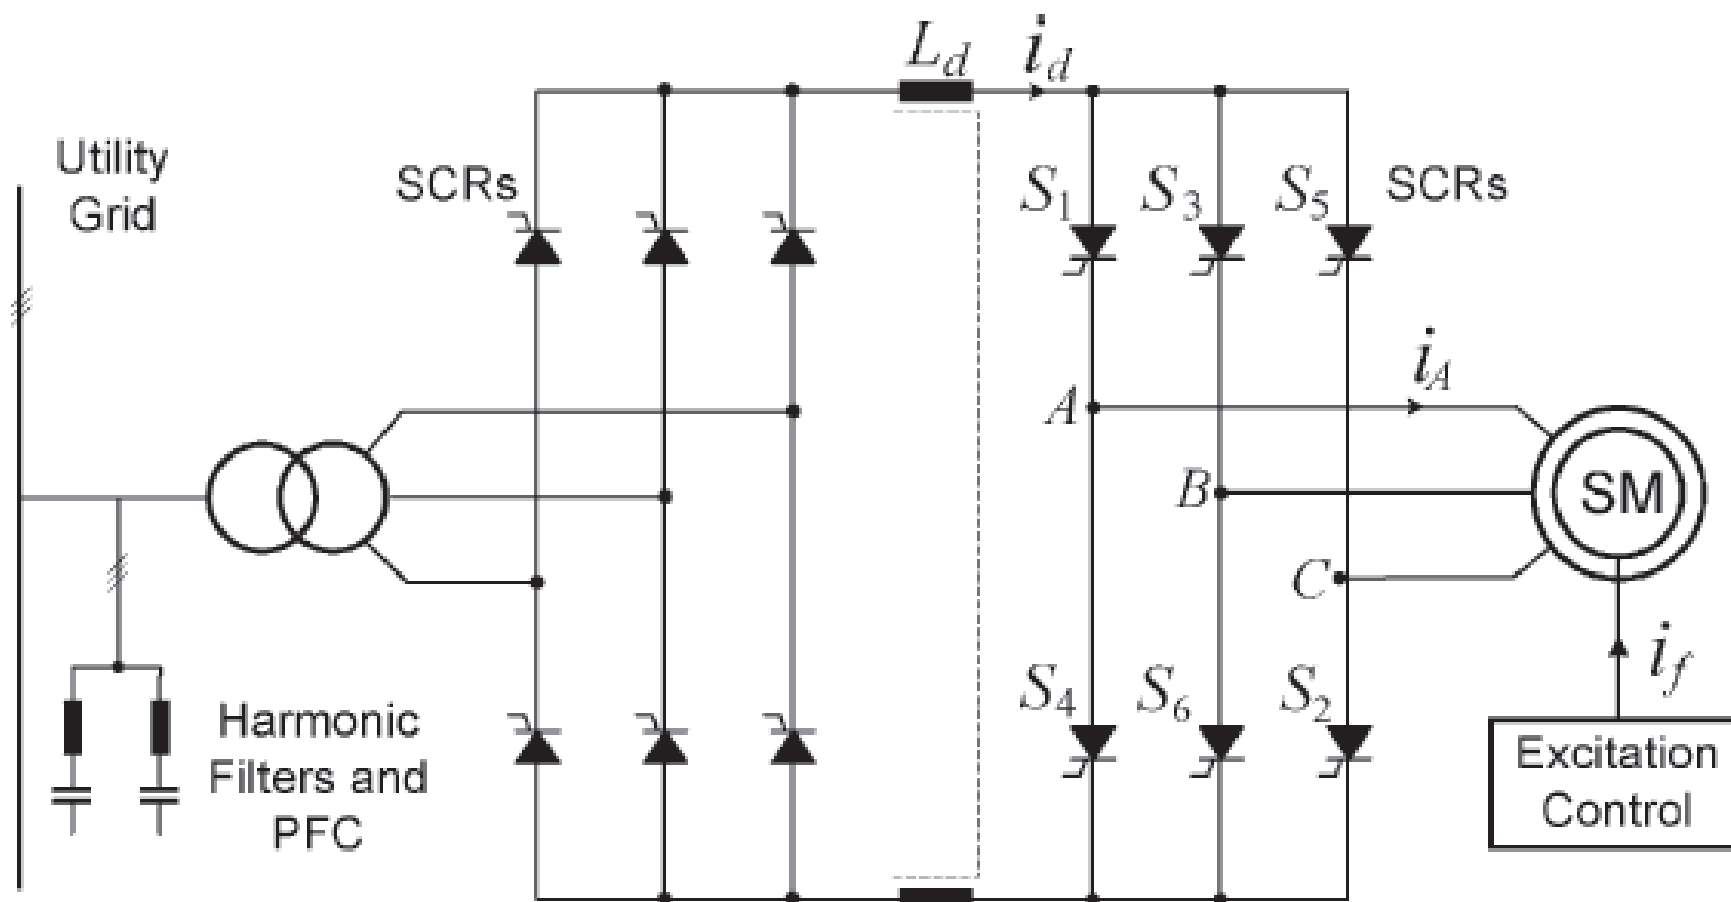 L_d
i_d
Utility
Grid
SCRs
S_1
S_3
S_5
SCRs
i_A
A
B
SM
C
i_f
S_4
S_6
S_2
Harmonic
Filters and
PFC
Excitation
Control